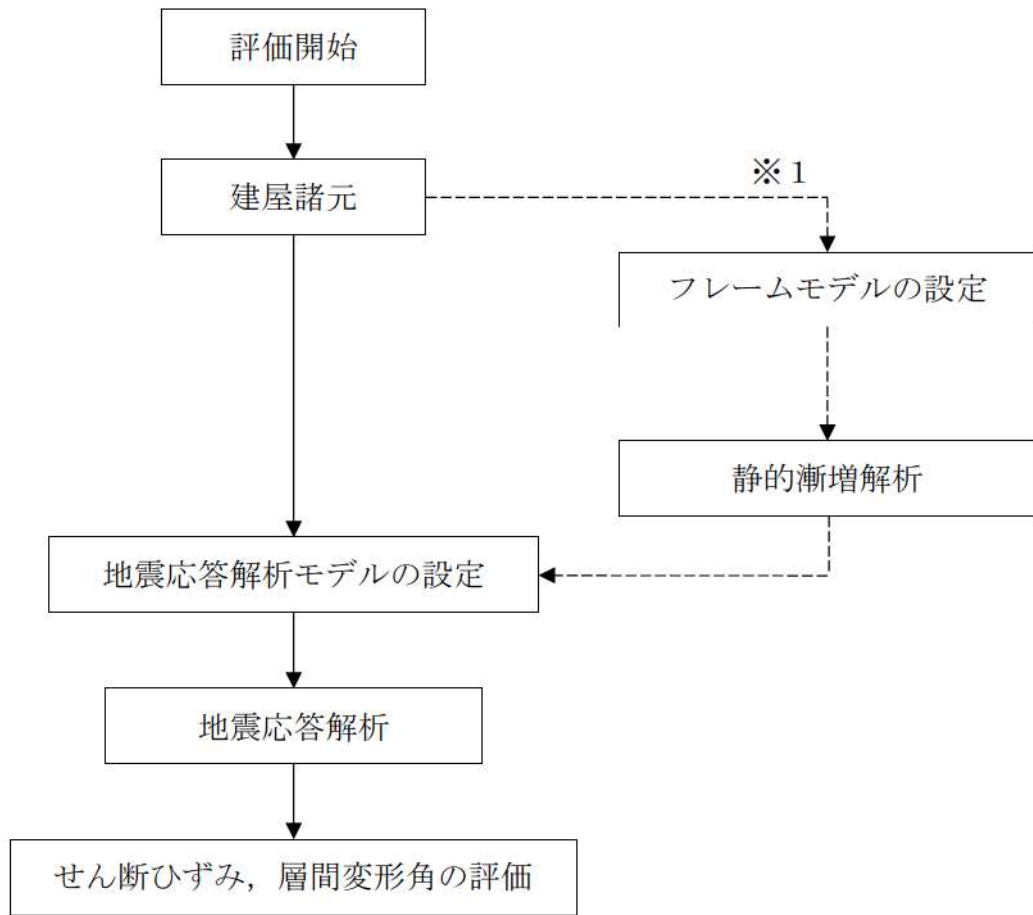 評価開始
建屋諸元
※１
フレームモデルの設定
静的漸増解析
地震応答解析モデルの設定
地震応答解析
せん断ひずみ，層間変形角の評価